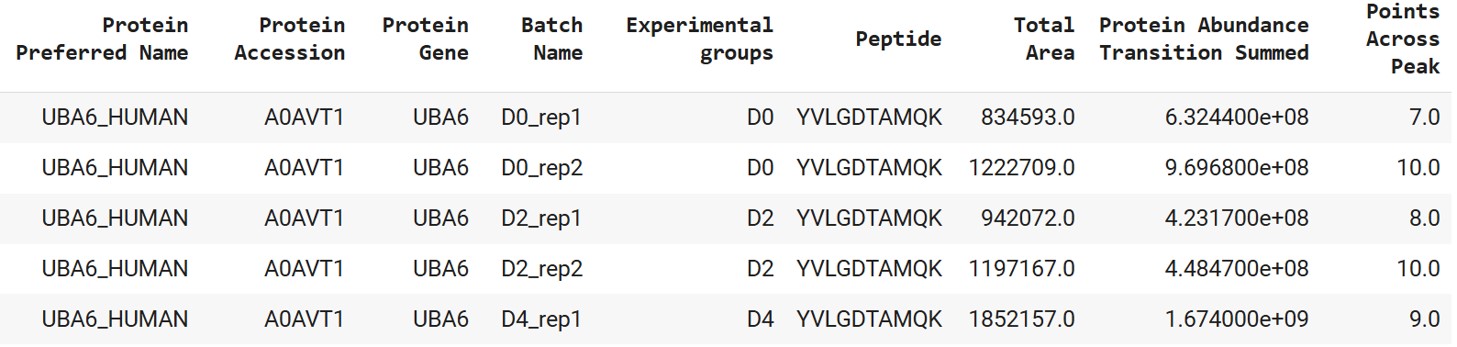 Protein Preferred Name Protein Accession Protein Gene Batch Name Experimental groups Peptide Total Area Protein Abundance Transition Summed Points Across Peak
UBA6_HUMAN A0AVT1 UBA6 D0_rep1 D0 YVLGDTAMQK 834593.0 6.324400e+08 7.0
UBA6_HUMAN A0AVT1 UBA6 D0_rep2 D0 YVLGDTAMQK 1222709.0 9.696800e+08 10.0
UBA6_HUMAN A0AVT1 UBA6 D2_rep1 D2 YVLGDTAMQK 942072.0 4.231700e+08 8.0
UBA6_HUMAN A0AVT1 UBA6 D2_rep2 D2 YVLGDTAMQK 1197167.0 4.484700e+08 10.0
UBA6_HUMAN A0AVT1 UBA6 D4_rep1 D4 YVLGDTAMQK 1852157.0 1.674000e+09 9.0